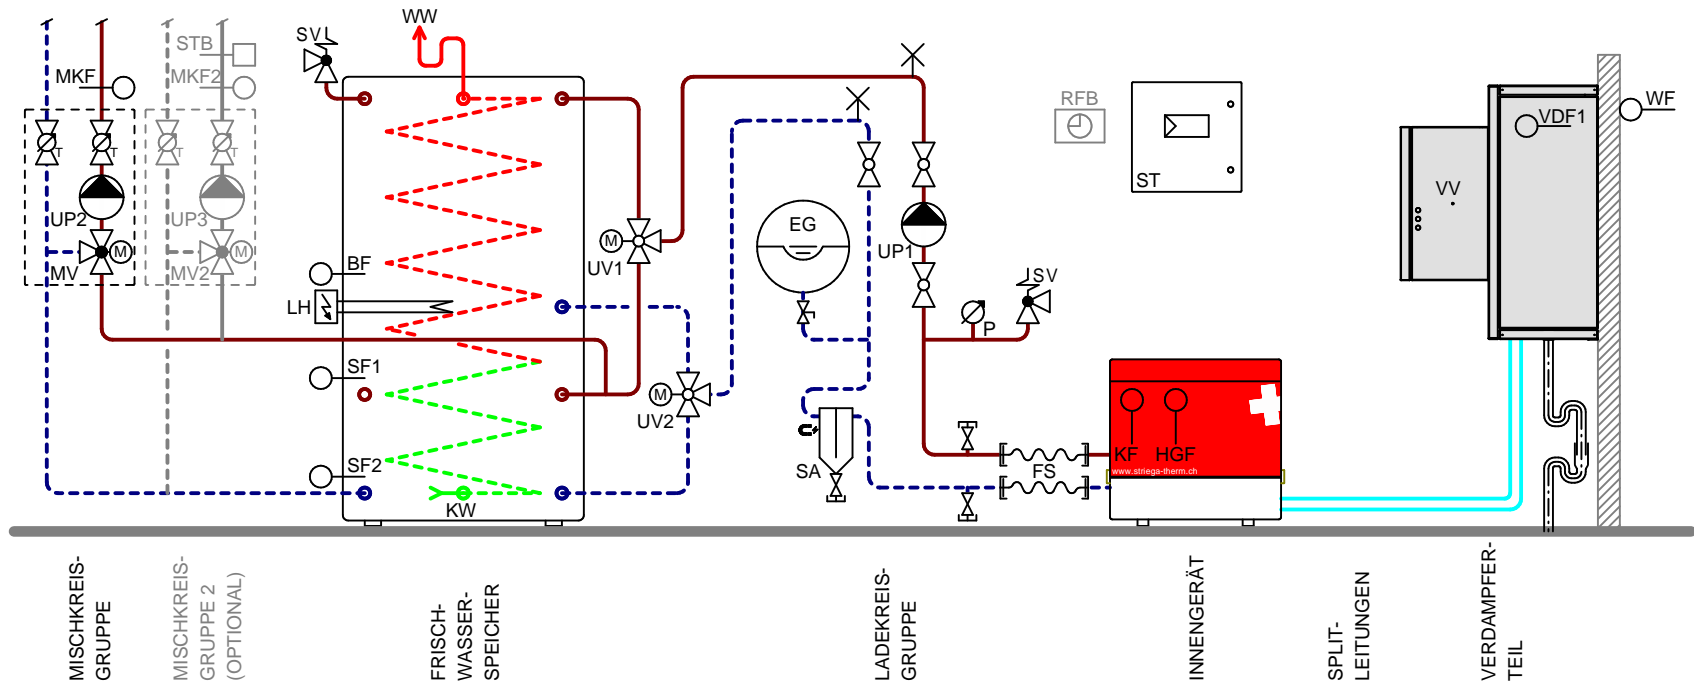 WW
SV
STB
MKF
MKF2
T
T
T
T
UP2
UP3
M
M
MV
MV2
BF
LH
SF1
SF2
KW
M
UV1
M
UV2
EG
SA
UP1
P
SV
FS
RFB
ST
KF
HGF
www.striega-therm.ch
VV
VDF1
WF
MISCHKREIS-
GRUPPE
MISCHKREIS-
GRUPPE 2
(OPTIONAL)
FRISCH-
WASSER-
SPEICHER
LADEKREIS-
GRUPPE
INNENGERÄT
SPLIT-
LEITUNGEN
VERDAMPFER-
TEIL